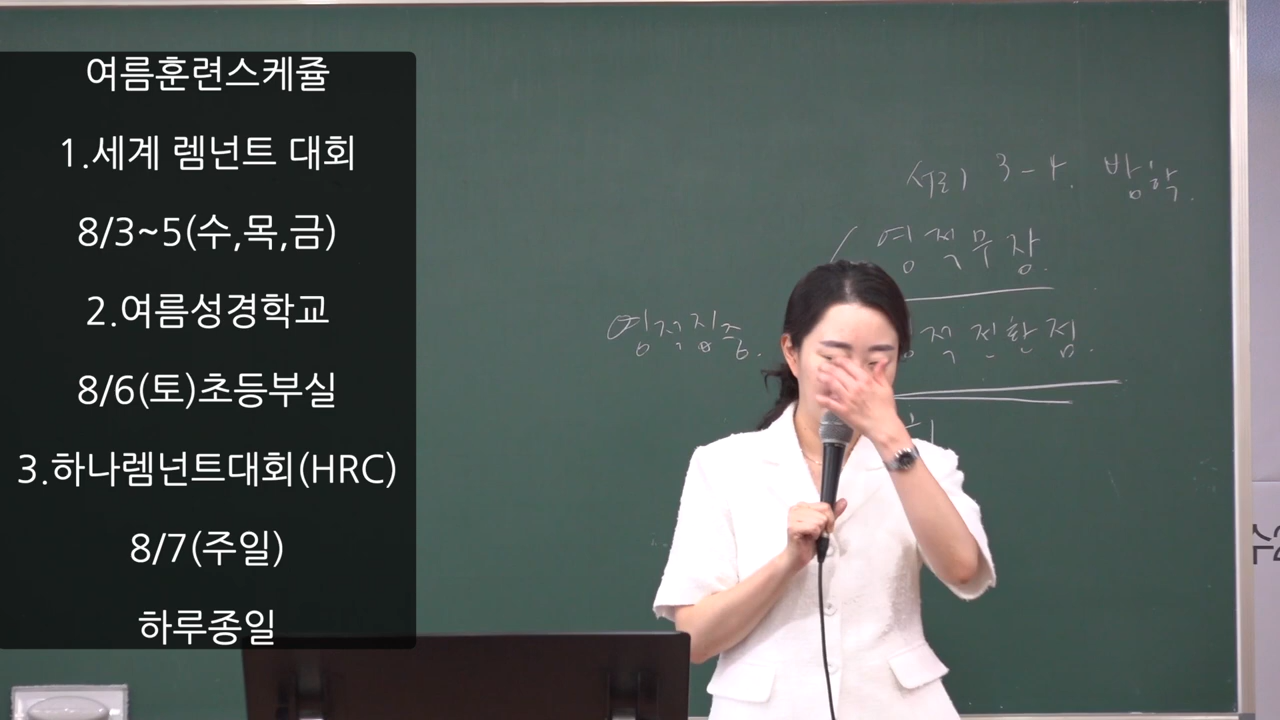 여름훈련스케쥴
1.세계 렘넌트 대회
8/3~5(수,목,금)
2.여름성경학교
8/6(토)초등부실
3.하나렘넌트대회(HRC)
8/7(주일)
하루종일
3-4. 방학.
영적무장.
영적집중.
적 전환점.